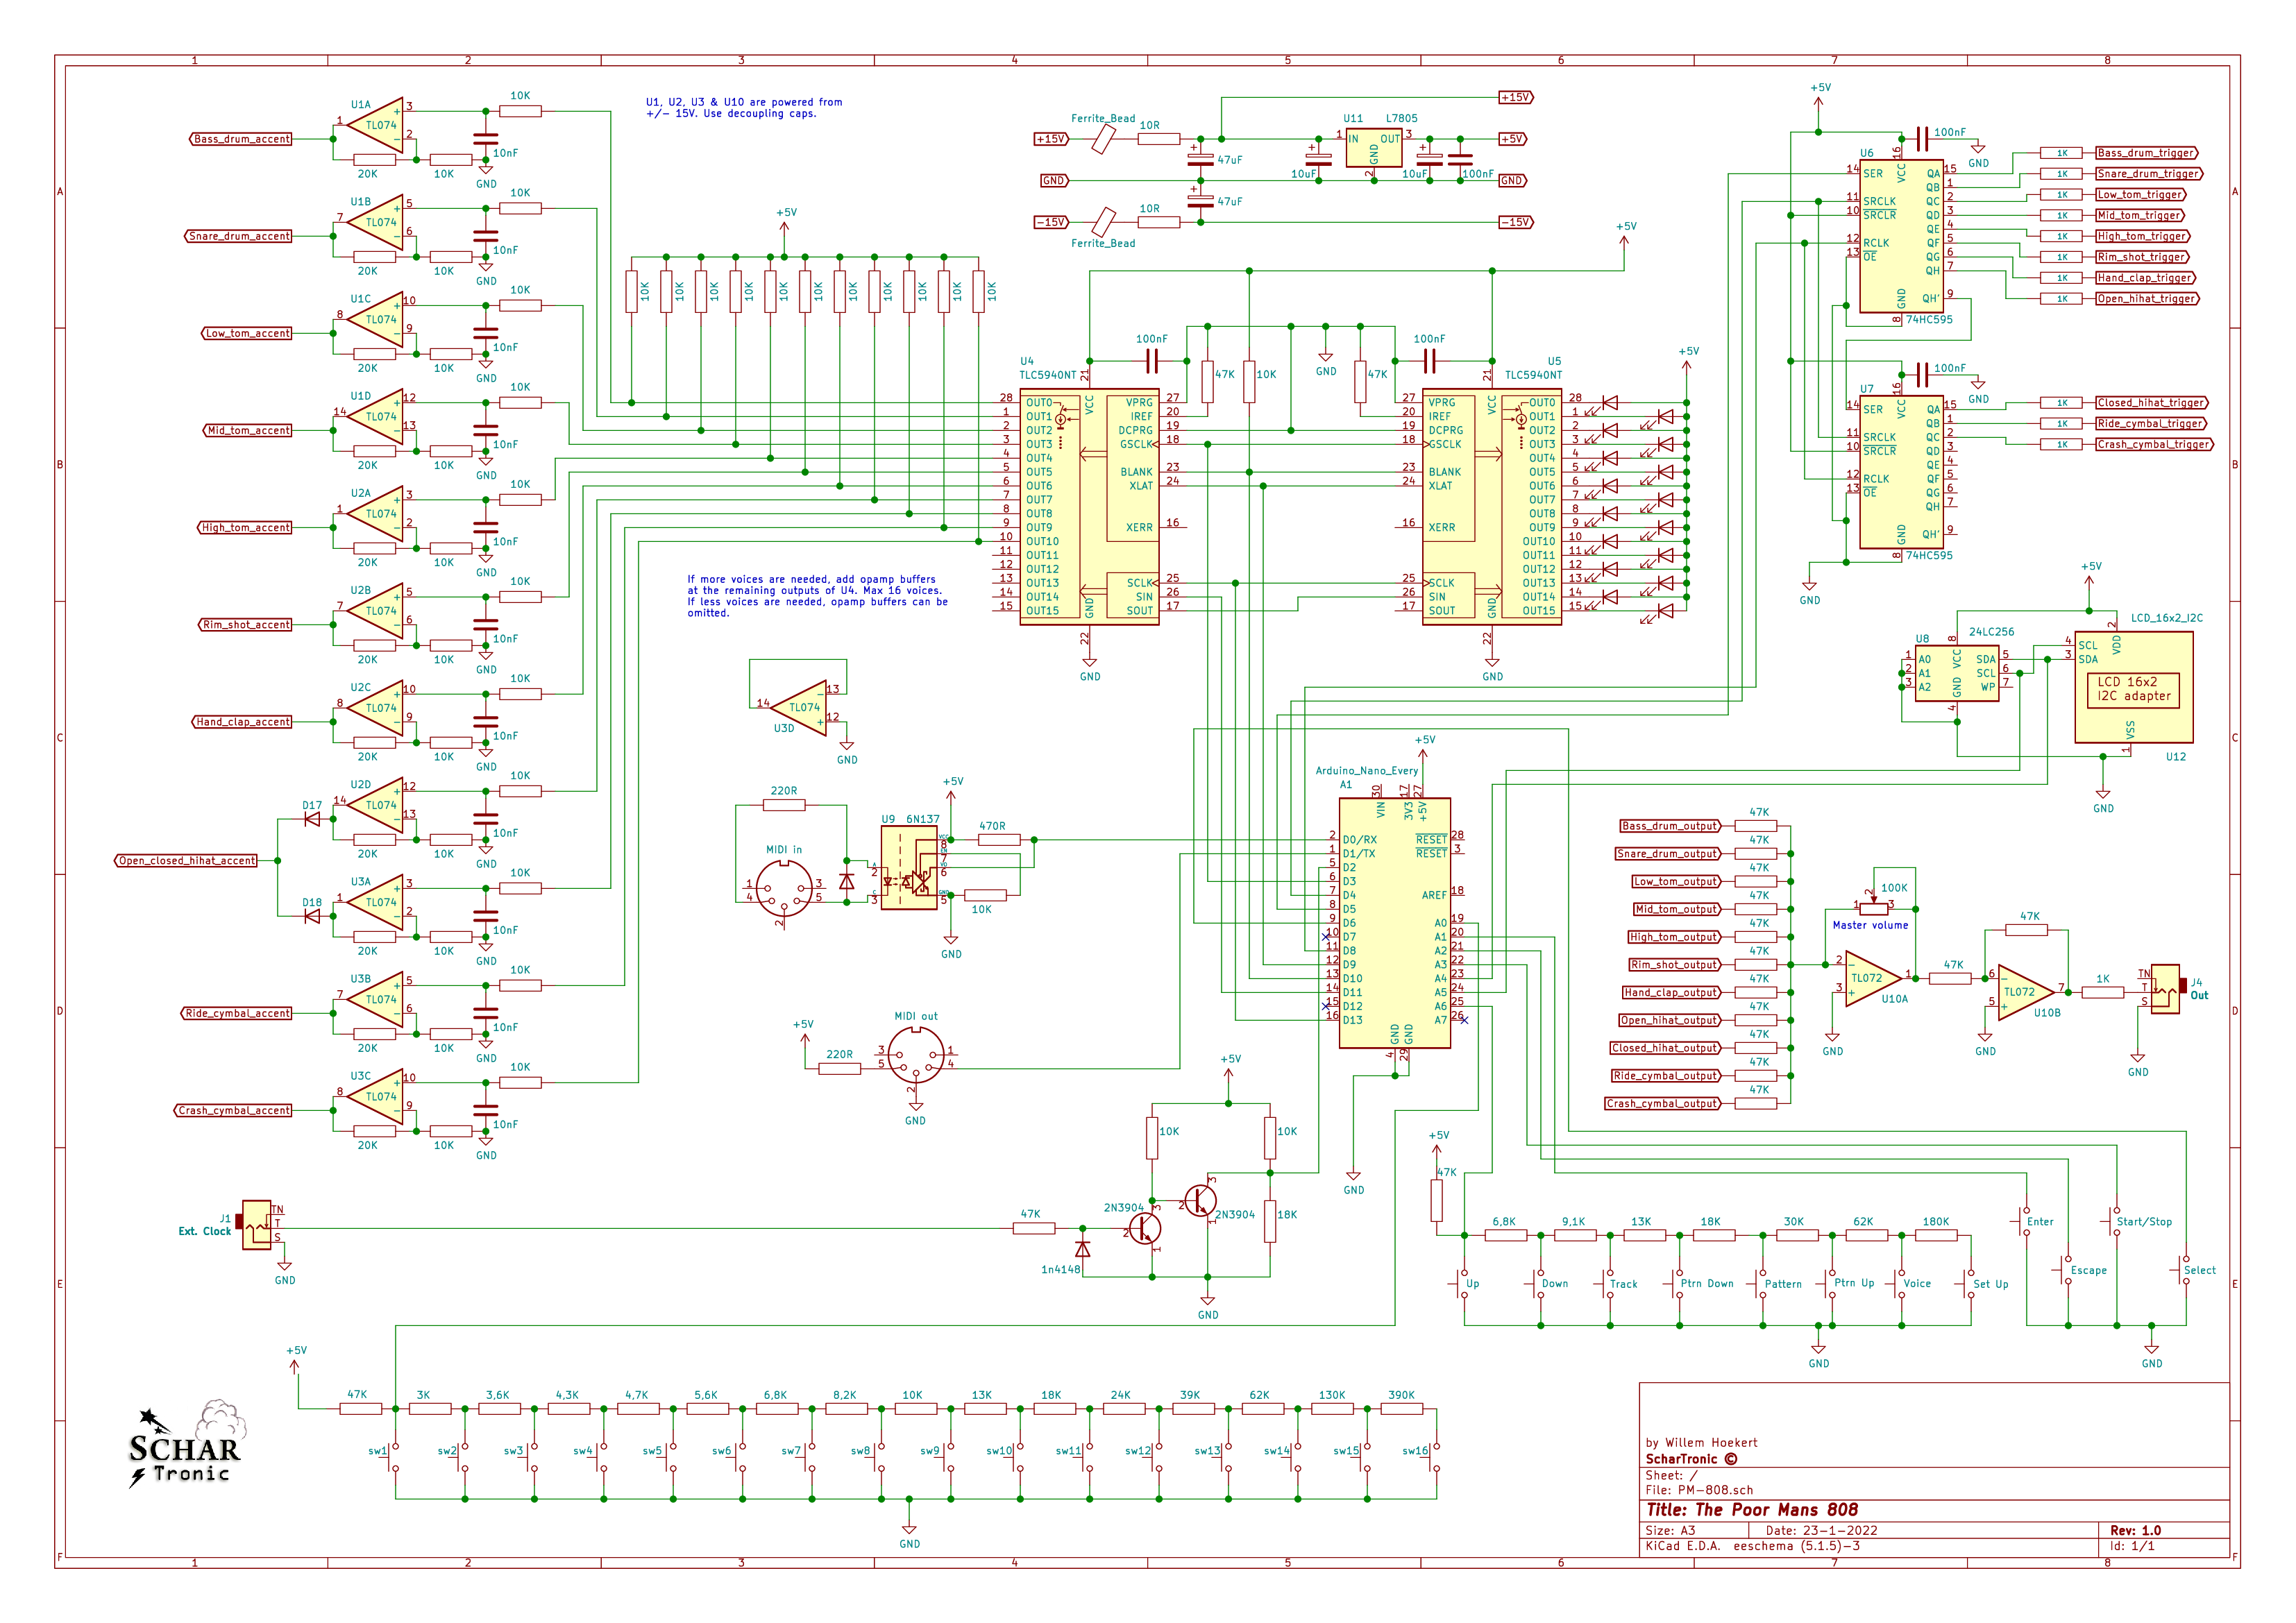 1 2 3 4 5 6 7 8
A
B
C
D
E
F
U1, U2, U3 & U10 are powered from
+/- 15V. Use decoupling caps.
Bass_drum_accent
U1A
TL074
10K
10nF
20K
10K
GND
Snare_drum_accent
U1B
TL074
10K
10nF
20K
10K
GND
Low_tom_accent
U1C
TL074
10K
10nF
20K
10K
GND
Mid_tom_accent
U1D
TL074
10K
10nF
20K
10K
GND
High_tom_accent
U2A
TL074
10K
10nF
20K
10K
GND
Rim_shot_accent
U2B
TL074
10K
10nF
20K
10K
GND
Hand_clap_accent
U2C
TL074
10K
10nF
20K
10K
GND
Open_closed_hihat_accent
D17
U2D
TL074
10K
10nF
20K
10K
GND
D18
U3A
TL074
10K
10nF
20K
10K
GND
Ride_cymbal_accent
U3B
TL074
10K
10nF
20K
10K
GND
Crash_cymbal_accent
U3C
TL074
10K
10nF
20K
10K
GND
+5V
10K 10K 10K 10K 10K 10K 10K 10K 10K 10K 10K
If more voices are needed, add opamp buffers
at the remaining outputs of U4. Max 16 voices.
If less voices are needed, opamp buffers can be
omitted.
+15V
Ferrite_Bead
10R
47uF
U11 L7805
IN OUT
GND
10uF
10uF
100nF
+15V
+5V
GND
GND
-15V
Ferrite_Bead
10R
47uF
-15V
+5V
U4
TLC5940NT
100nF
47K
10K
GND
47K
100nF
U5
TLC5940NT
+5V
VCC
OUT0
OUT1
OUT2
OUT3
OUT4
OUT5
OUT6
OUT7
OUT8
OUT9
OUT10
OUT11
OUT12
OUT13
OUT14
OUT15
VPRG
IREF
DCPRG
GSCLK
BLANK
XLAT
XERR
SCLK
SIN
SOUT
GND
22
GND
VCC
VPRG
IREF
DCPRG
GSCLK
BLANK
XLAT
XERR
SCLK
SIN
SOUT
OUT0
OUT1
OUT2
OUT3
OUT4
OUT5
OUT6
OUT7
OUT8
OUT9
OUT10
OUT11
OUT12
OUT13
OUT14
OUT15
GND
22
GND
+5V
U6
100nF
GND
SER
SRCLK
SRCLR
RCLK
OE
VCC
GND
QA
QB
QC
QD
QE
QF
QG
QH
QH'
74HC595
1K Bass_drum_trigger
1K Snare_drum_trigger
1K Low_tom_trigger
1K Mid_tom_trigger
1K High_tom_trigger
1K Rim_shot_trigger
1K Hand_clap_trigger
1K Open_hihat_trigger
U7
100nF
GND
SER
SRCLK
SRCLR
RCLK
OE
VCC
GND
QA
QB
QC
QD
QE
QF
QG
QH
QH'
74HC595
GND
1K Closed_hihat_trigger
1K Ride_cymbal_trigger
1K Crash_cymbal_trigger
+5V
U8
24LC256
A0
A1
A2
VCC
GND
SDA
SCL
WP
LCD_16x2_I2C
SCL
SDA
VDD
LCD 16x2
I2C adapter
VSS
U12
GND
14
TL074
13
12
U3D
GND
220R
MIDI in
U9 6N137
+5V
470R
10K
GND
MIDI out
+5V
220R
GND
Arduino_Nano_Every
A1
+5V
VIN
3V3
+5V
D0/RX
D1/TX
D2
D3
D4
D5
D6
D7
D8
D9
D10
D11
D12
D13
RESET
RESET
AREF
A0
A1
A2
A3
A4
A5
A6
A7
GND
GND
GND
Bass_drum_output 47K
Snare_drum_output 47K
Low_tom_output 47K
Mid_tom_output 47K
High_tom_output 47K
Rim_shot_output 47K
Hand_clap_output 47K
Open_hihat_output 47K
Closed_hihat_output 47K
Ride_cymbal_output 47K
Crash_cymbal_output 47K
100K
Master volume
TL072
U10A
GND
47K
47K
TL072
U10B
GND
1K
TN
T
S
J4
Out
GND
J1
Ext. Clock
TN
T
S
GND
47K
1n4148
2N3904
2N3904
+5V
10K
10K
18K
GND
+5V
47K
6,8K 9,1K 13K 18K 30K 62K 180K
Up Down Track Ptrn Down Pattern Ptrn Up Voice Set Up
GND
Enter
Escape
Start/Stop
Select
GND
+5V
47K 3K 3,6K 4,3K 4,7K 5,6K 6,8K 8,2K 10K 13K 18K 24K 39K 62K 130K 390K
sw1 sw2 sw3 sw4 sw5 sw6 sw7 sw8 sw9 sw10 sw11 sw12 sw13 sw14 sw15 sw16
GND
SCHAR
Tronic
by Willem Hoekert
ScharTronic ©
Sheet: /
File: PM-808.sch
Title: The Poor Mans 808
Size: A3 Date: 23-1-2022 Rev: 1.0
KiCad E.D.A. eeschema (5.1.5)-3 Id: 1/1
1 2 3 4 5 6 7 8